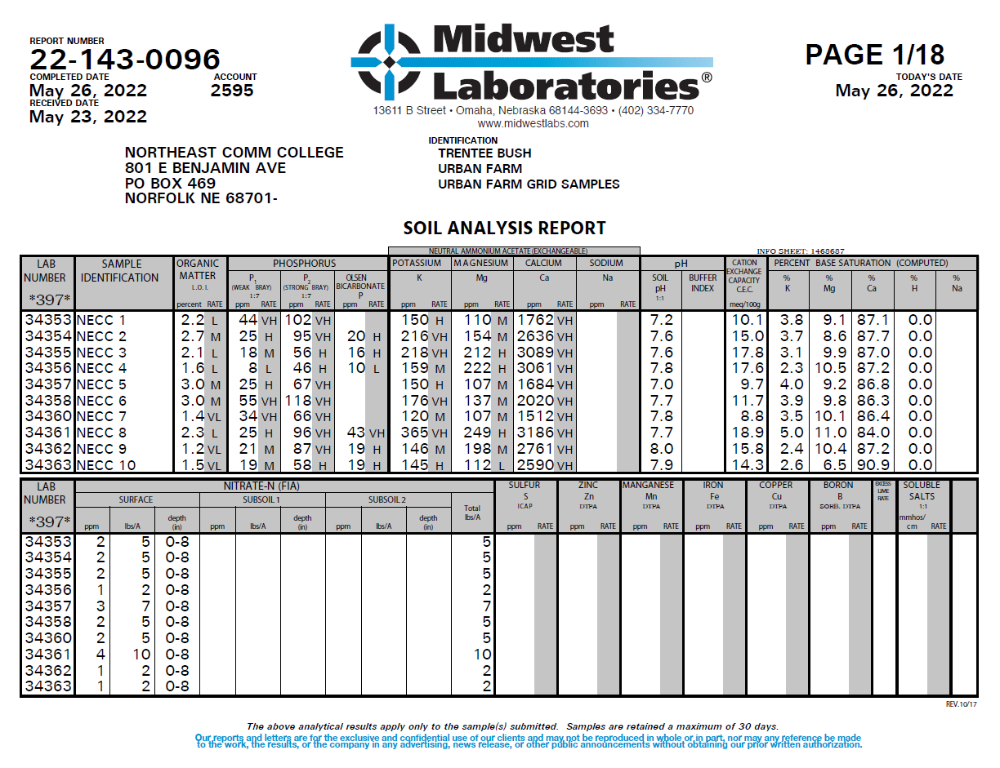 REPORT NUMBER
22-143-0096
COMPLETED DATE ACCOUNT
May 26, 2022 2595
RECEIVED DATE
May 23, 2022
Midwest
Laboratories®
13611 B Street • Omaha, Nebraska 68144-3693 • (402) 334-7770
www.midwestlabs.com
PAGE 1/18
TODAY'S DATE
May 26, 2022
NORTHEAST COMM COLLEGE
801 E BENJAMIN AVE
PO BOX 469
NORFOLK NE 68701-
IDENTIFICATION
TRENTEE BUSH
URBAN FARM
URBAN FARM GRID SAMPLES
SOIL ANALYSIS REPORT
NEUTRAL AMMONIUM ACETATE (EXCHANGEABLE) INFO SHEET: 1468687
LAB SAMPLE ORGANIC PHOSPHORUS POTASSIUM MAGNESIUM CALCIUM SODIUM pH CATION PERCENT BASE SATURATION (COMPUTED)
NUMBER IDENTIFICATION MATTER P1 P2 OLSEN K Mg Ca Na SOIL BUFFER EXCHANGE % % % % %
L.O.I. (WEAK BRAY) (STRONG BRAY) BICARBONATE pH INDEX CAPACITY K Mg Ca H Na
*397* 1:7 1:7 P 1:1 C.E.C.
percent RATE ppm RATE ppm RATE ppm RATE ppm RATE ppm RATE ppm RATE ppm RATE meq/100g
34353 NECC 1 2.2 L 44 VH 102 VH 150 H 110 M 1762 VH 7.2 10.1 3.8 9.1 87.1 0.0
34354 NECC 2 2.7 M 25 H 95 VH 20 H 216 VH 154 M 2636 VH 7.6 15.0 3.7 8.6 87.7 0.0
34355 NECC 3 2.1 L 18 M 56 H 16 H 218 VH 212 H 3089 VH 7.6 17.8 3.1 9.9 87.0 0.0
34356 NECC 4 1.6 L 8 L 46 H 10 L 159 M 222 H 3061 VH 7.8 17.6 2.3 10.5 87.2 0.0
34357 NECC 5 3.0 M 25 H 67 VH 150 H 107 M 1684 VH 7.0 9.7 4.0 9.2 86.8 0.0
34358 NECC 6 3.0 M 55 VH 118 VH 176 VH 137 M 2020 VH 7.7 11.7 3.9 9.8 86.3 0.0
34360 NECC 7 1.4 VL 34 VH 66 VH 120 M 107 M 1512 VH 7.8 8.8 3.5 10.1 86.4 0.0
34361 NECC 8 2.3 L 25 H 96 VH 43 VH 365 VH 249 H 3186 VH 7.7 18.9 5.0 11.0 84.0 0.0
34362 NECC 9 1.2 VL 21 M 87 VH 19 H 146 M 198 M 2761 VH 8.0 15.8 2.4 10.4 87.2 0.0
34363 NECC 10 1.5 VL 19 M 58 H 19 H 145 H 112 L 2590 VH 7.9 14.3 2.6 6.5 90.9 0.0
LAB NITRATE-N (FIA) SULFUR ZINC MANGANESE IRON COPPER BORON EXCESS SOLUBLE
NUMBER SURFACE SUBSOIL 1 SUBSOIL 2 Total S Zn Mn Fe Cu B LIME SALTS
ICAP DTPA DTPA DTPA DTPA SORB. DTPA RATE 1:1
*397* depth depth depth lbs/A mmhos/
ppm lbs/A (in) ppm lbs/A (in) ppm lbs/A (in) ppm RATE ppm RATE ppm RATE ppm RATE ppm RATE ppm RATE cm RATE
34353 2 5 0-8 5
34354 2 5 0-8 5
34355 2 5 0-8 5
34356 1 2 0-8 2
34357 3 7 0-8 7
34358 2 5 0-8 5
34360 2 5 0-8 5
34361 4 10 0-8 10
34362 1 2 0-8 2
34363 1 2 0-8 2
REV.10/17
The above analytical results apply only to the sample(s) submitted. Samples are retained a maximum of 30 days.
Our reports and letters are for the exclusive and confidential use of our clients and may not be reproduced in whole or in part, nor may any reference be made
to the work, the results, or the company in any advertising, news release, or other public announcements without obtaining our prior written authorization.